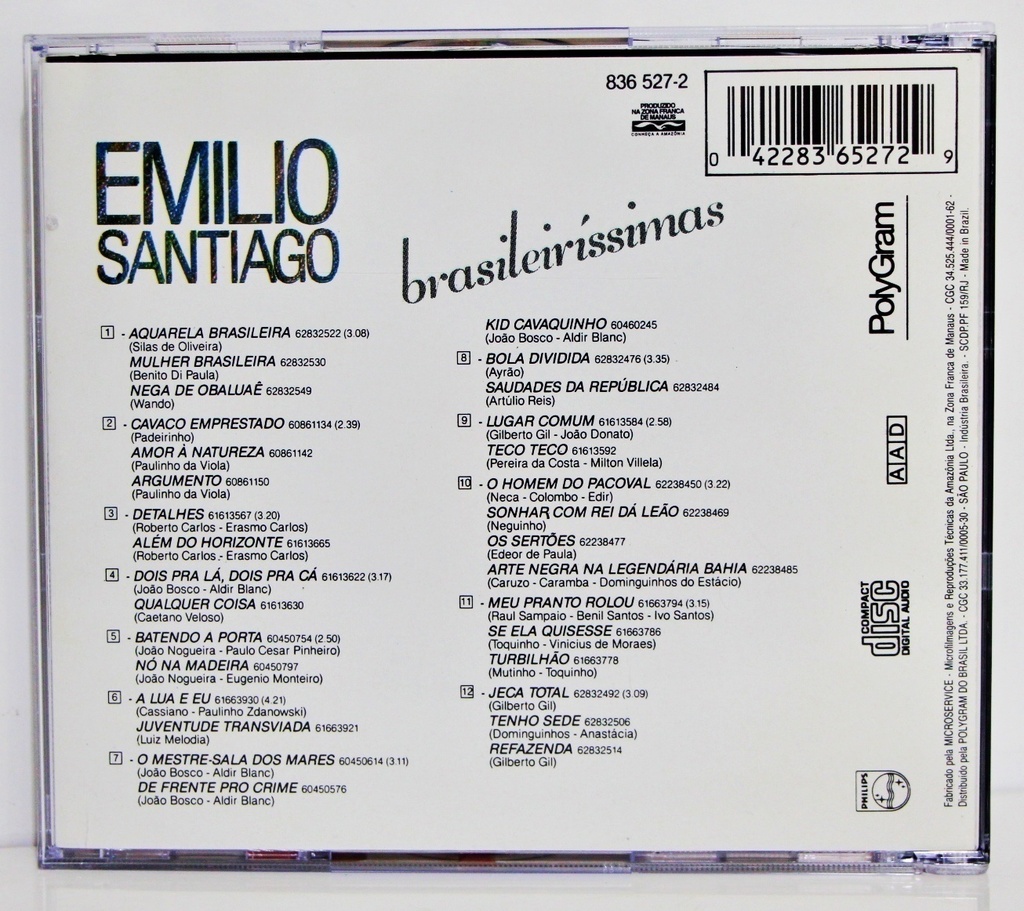 836 527-2
PRODUZIDO
NA ZONA FRANCA
DE MANAUS
CONHEÇA A AMAZÔNIA
0 42283 65272 9
EMILIO
SANTIAGO
brasileiríssimas
1 - AQUARELA BRASILEIRA 62832522 (3.08)
(Silas de Oliveira)
MULHER BRASILEIRA 62832530
(Benito Di Paula)
NEGA DE OBALUAÊ 62832549
(Wando)
2 - CAVACO EMPRESTADO 60861134 (2.39)
(Padeirinho)
AMOR À NATUREZA 60861142
(Paulinho da Viola)
ARGUMENTO 60861150
(Paulinho da Viola)
3 - DETALHES 61613567 (3.20)
(Roberto Carlos - Erasmo Carlos)
ALÉM DO HORIZONTE 61613665
(Roberto Carlos - Erasmo Carlos)
4 - DOIS PRA LÁ, DOIS PRA CÁ 61613622 (3.17)
(João Bosco - Aldir Blanc)
QUALQUER COISA 61613630
(Caetano Veloso)
5 - BATENDO A PORTA 60450754 (2.50)
(João Nogueira - Paulo Cesar Pinheiro)
NÓ NA MADEIRA 60450797
(João Nogueira - Eugenio Monteiro)
6 - A LUA E EU 61663930 (4.21)
(Cassiano - Paulinho Zdanowski)
JUVENTUDE TRANSVIADA 61663921
(Luiz Melodia)
7 - O MESTRE-SALA DOS MARES 60450614 (3.11)
(João Bosco - Aldir Blanc)
DE FRENTE PRO CRIME 60450576
(João Bosco - Aldir Blanc)
KID CAVAQUINHO 60460245
(João Bosco - Aldir Blanc)
8 - BOLA DIVIDIDA 62832476 (3.35)
(Ayrão)
SAUDADES DA REPÚBLICA 62832484
(Artúlio Reis)
9 - LUGAR COMUM 61613584 (2.58)
(Gilberto Gil - João Donato)
TECO TECO 61613592
(Pereira da Costa - Milton Villela)
10 - O HOMEM DO PACOVAL 62238450 (3.22)
(Neca - Colombo - Edir)
SONHAR COM REI DÁ LEÃO 62238469
(Neguinho)
OS SERTÕES 62238477
(Edeor de Paula)
ARTE NEGRA NA LEGENDÁRIA BAHIA 62238485
(Caruzo - Caramba - Dominguinhos do Estácio)
11 - MEU PRANTO ROLOU 61663794 (3.15)
(Raul Sampaio - Benil Santos - Ivo Santos)
SE ELA QUISESSE 61663786
(Toquinho - Vinicius de Moraes)
TURBILHÃO 61663778
(Mutinho - Toquinho)
12 - JECA TOTAL 62832492 (3.09)
(Gilberto Gil)
TENHO SEDE 62832506
(Dominguinhos - Anastácia)
REFAZENDA 62832514
(Gilberto Gil)
PolyGram
AAD
COMPACT
disc
DIGITAL AUDIO
PHILIPS
Fabricado pela MICROSERVICE - Microfilmagens e Reproduções Técnicas da Amazônia Ltda., na Zona Franca de Manaus - CGC 34.525.444/0001-62 -
Distribuído pela POLYGRAM DO BRASIL LTDA. - CGC 33.177.411/0005-30 - SÃO PAULO - Indústria Brasileira. - SCDP.PF 159/RJ - Made in Brazil.